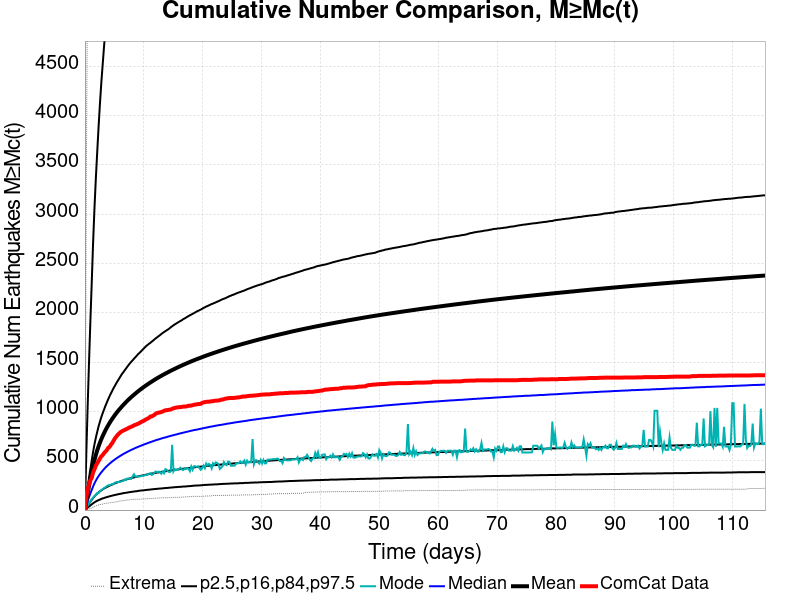 Cumulative Number Comparison, M≥Mc(t)
Cumulative Num Earthquakes M≥Mc(t)
4500
4000
3500
3000
2500
2000
1500
1000
500
0
0 10 20 30 40 50 60 70 80 90 100 110
Time (days)
Extrema p2.5,p16,p84,p97.5 Mode Median Mean ComCat Data